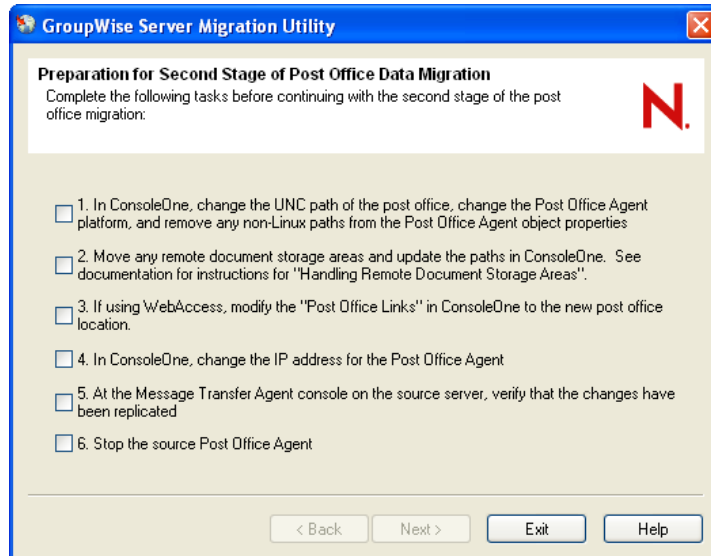 GroupWise Server Migration Utility
Preparation for Second Stage of Post Office Data Migration
Complete the following tasks before continuing with the second stage of the post
office migration:
N.
1. In ConsoleOne, change the UNC path of the post office, change the Post Office Agent
platform, and remove any non-Linux paths from the Post Office Agent object properties
2. Move any remote document storage areas and update the paths in ConsoleOne. See
documentation for instructions for "Handling Remote Document Storage Areas".
3. If using WebAccess, modify the "Post Office Links" in ConsoleOne to the new post office
location.
4. In ConsoleOne, change the IP address for the Post Office Agent
5. At the Message Transfer Agent console on the source server, verify that the changes have
been replicated
6. Stop the source Post Office Agent
< Back Next > Exit Help